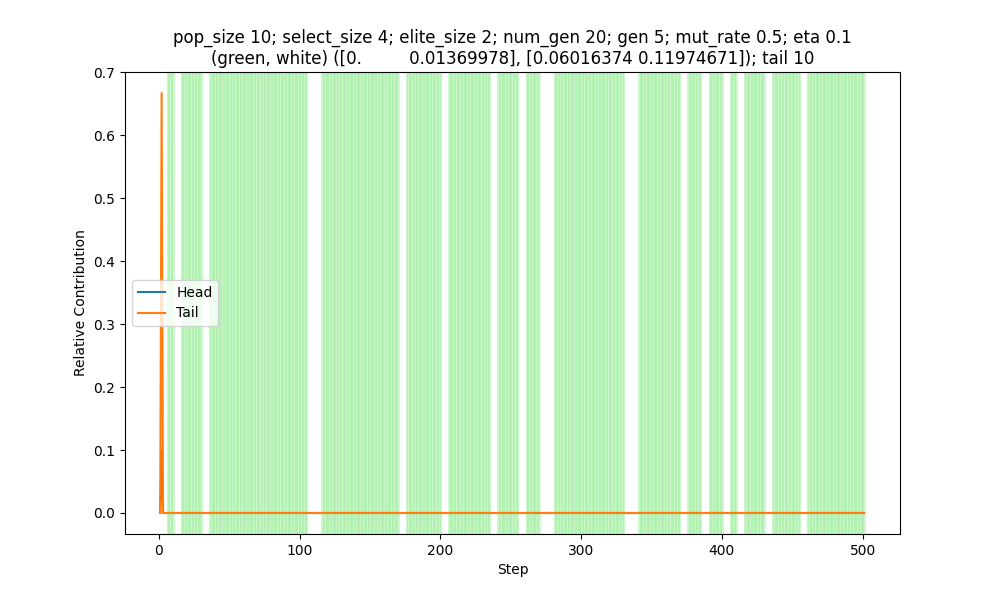 pop_size 10; select_size 4; elite_size 2; num_gen 20; gen 5; mut_rate 0.5; eta 0.1
(green, white) ([0.          0.01369978], [0.06016374 0.11974671]); tail 10
0.7
0.6
0.5
0.4
0.3
0.2
0.1
0.0
Relative Contribution
Head
Tail
0 100 200 300 400 500
Step